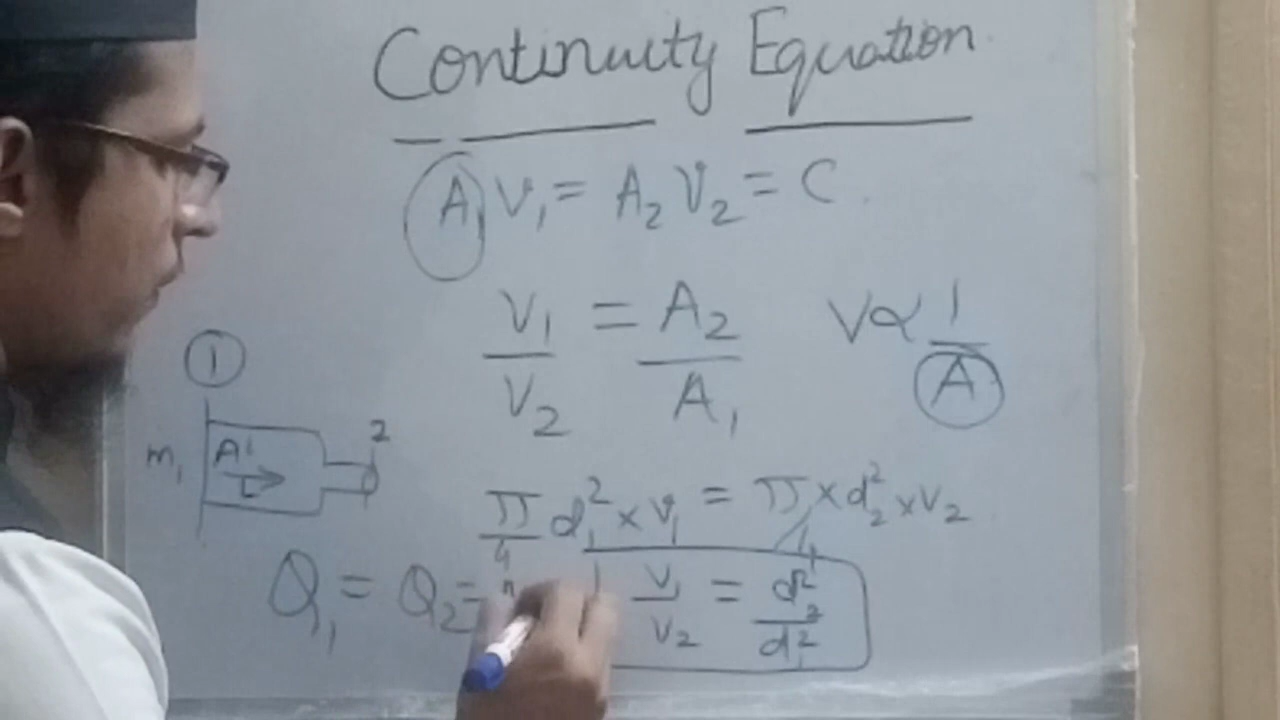 Continuity Equation
A₁ V₁ = A₂ V₂ = C
V₁/V₂ = A₂/A₁
V ∝ 1/A
1
2
m₁
π/4 d₁² × V₁ = π/4 × d₂² × V₂
Q₁ = Q₂ =
V₁/V₂ = d₂²/d₁²